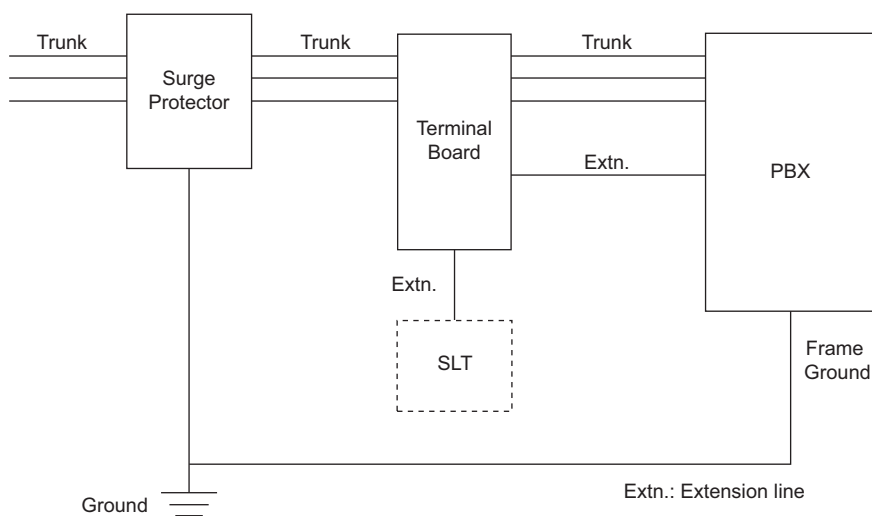 Trunk
Trunk
Trunk
Surge
Protector
Terminal
Board
Extn.
PBX
Extn.
SLT
Frame
Ground
Ground
Extn.: Extension line